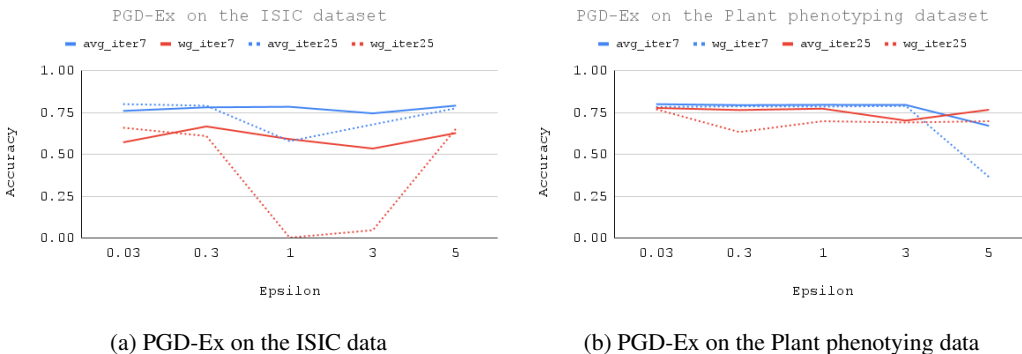 PGD-Ex on the ISIC dataset
avg_iter7 wg_iter7 avg_iter25 wg_iter25
1.00
0.75
0.50
0.25
0.00
Accuracy
0.03 0.3 1 3 5
Epsilon
(a) PGD-Ex on the ISIC data
PGD-Ex on the Plant phenotyping dataset
avg_iter7 wg_iter7 avg_iter25 wg_iter25
1.00
0.75
0.50
0.25
0.00
Accuracy
0.03 0.3 1 3 5
Epsilon
(b) PGD-Ex on the Plant phenotying data